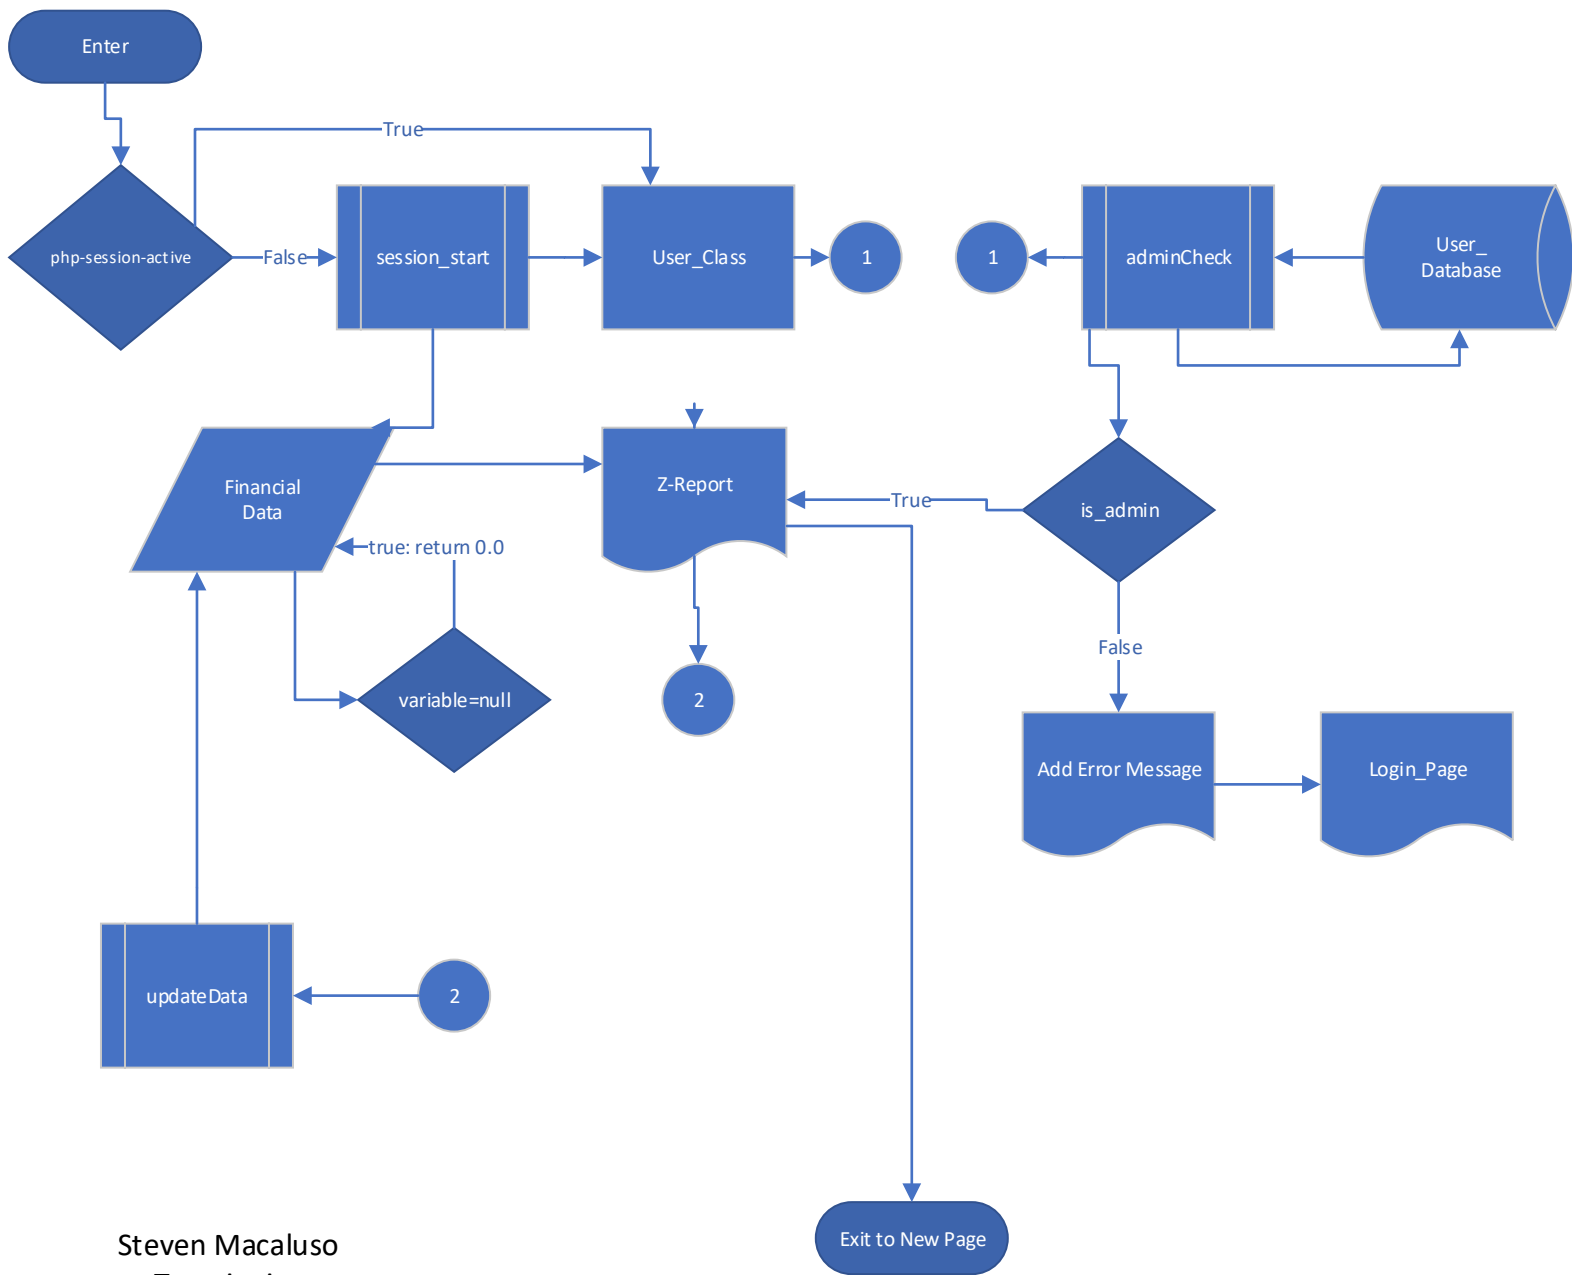 Enter
True
php-session-active
False
session_start
User_Class
1
1
adminCheck
User_
Database
Financial
Data
Z-Report
True
is_admin
true: return 0.0
False
variable=null
2
Add Error Message
Login_Page
updateData
2
Exit to New Page
Steven Macaluso